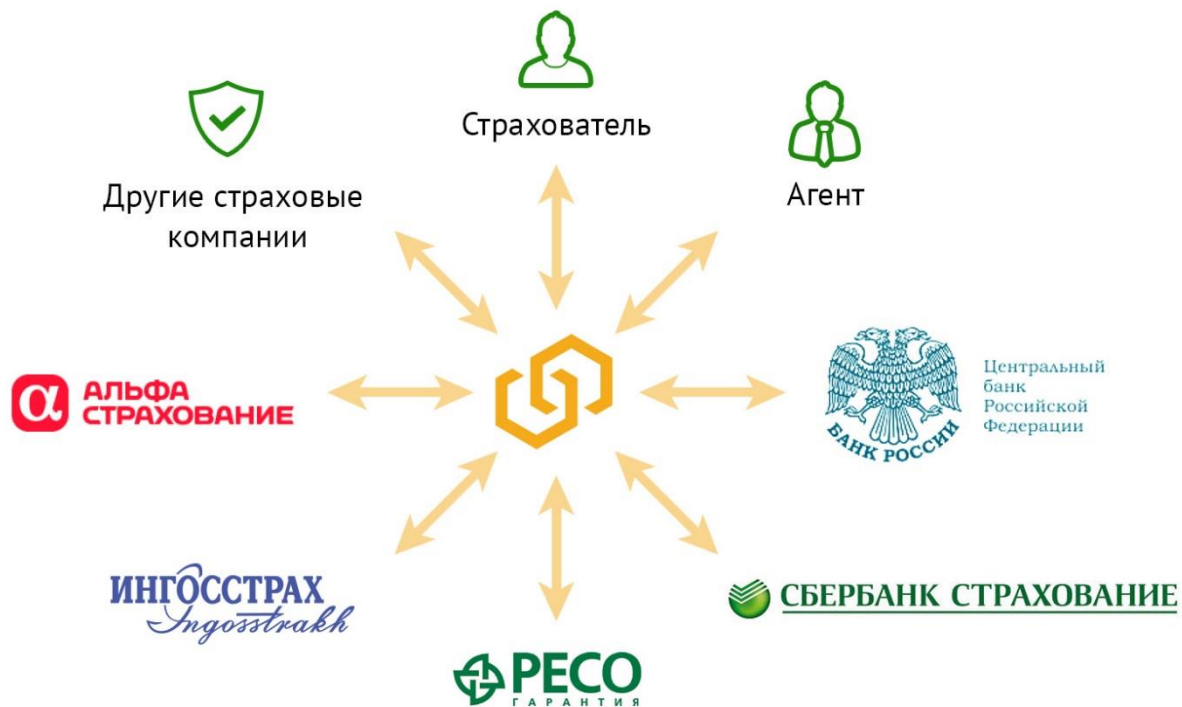 Страхователь
Агент
Другие страховые
компании
α АЛЬФА
СТРАХОВАНИЕ
Центральный
банк
Российской
Федерации
БАНК РОССИИ
ИНГОССТРАХ
Ingosstrakh
СБЕРБАНК СТРАХОВАНИЕ
РЕСО
ГАРАНТИЯ